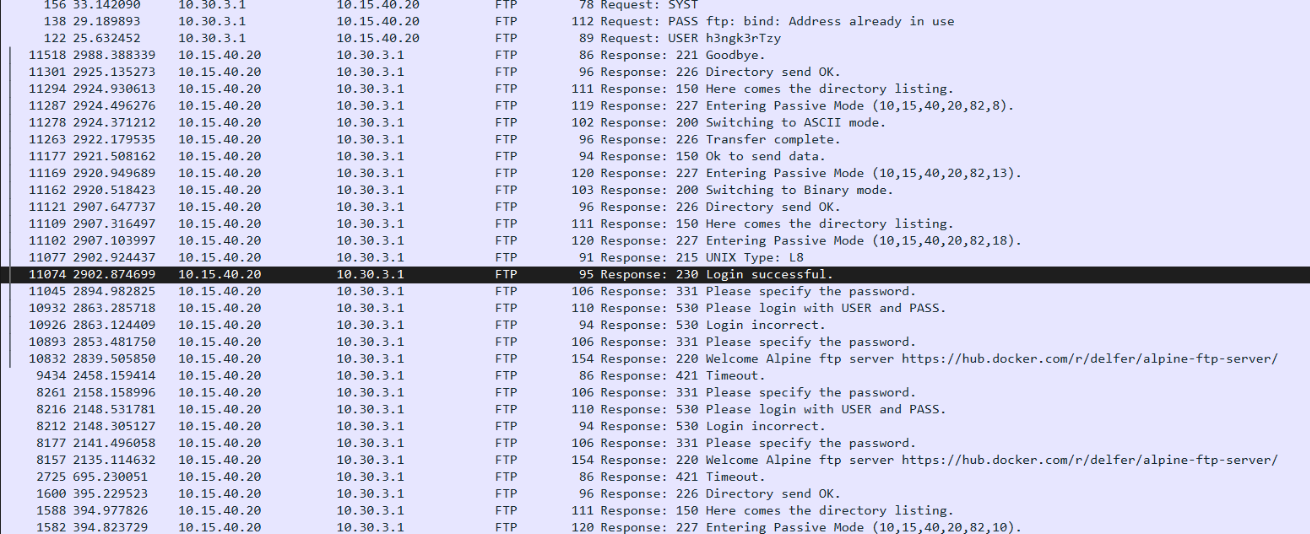 156 33.142090 10.30.3.1 10.15.40.20 FTP 78 Request: SYST
138 29.189893 10.30.3.1 10.15.40.20 FTP 112 Request: PASS ftp: bind: Address already in use
122 25.632452 10.30.3.1 10.15.40.20 FTP 89 Request: USER h3ngk3rTzy
11518 2988.388339 10.15.40.20 10.30.3.1 FTP 86 Response: 221 Goodbye.
11301 2925.135273 10.15.40.20 10.30.3.1 FTP 96 Response: 226 Directory send OK.
11294 2924.930613 10.15.40.20 10.30.3.1 FTP 111 Response: 150 Here comes the directory listing.
11287 2924.496276 10.15.40.20 10.30.3.1 FTP 119 Response: 227 Entering Passive Mode (10,15,40,20,82,8).
11278 2924.371212 10.15.40.20 10.30.3.1 FTP 102 Response: 200 Switching to ASCII mode.
11263 2922.179535 10.15.40.20 10.30.3.1 FTP 96 Response: 226 Transfer complete.
11177 2921.508162 10.15.40.20 10.30.3.1 FTP 94 Response: 150 Ok to send data.
11169 2920.949689 10.15.40.20 10.30.3.1 FTP 120 Response: 227 Entering Passive Mode (10,15,40,20,82,13).
11162 2920.518423 10.15.40.20 10.30.3.1 FTP 103 Response: 200 Switching to Binary mode.
11121 2907.647737 10.15.40.20 10.30.3.1 FTP 96 Response: 226 Directory send OK.
11109 2907.316497 10.15.40.20 10.30.3.1 FTP 111 Response: 150 Here comes the directory listing.
11102 2907.103997 10.15.40.20 10.30.3.1 FTP 120 Response: 227 Entering Passive Mode (10,15,40,20,82,18).
11077 2902.924437 10.15.40.20 10.30.3.1 FTP 91 Response: 215 UNIX Type: L8
11074 2902.874699 10.15.40.20 10.30.3.1 FTP 95 Response: 230 Login successful.
11045 2894.982825 10.15.40.20 10.30.3.1 FTP 106 Response: 331 Please specify the password.
10932 2863.285718 10.15.40.20 10.30.3.1 FTP 110 Response: 530 Please login with USER and PASS.
10926 2863.124409 10.15.40.20 10.30.3.1 FTP 94 Response: 530 Login incorrect.
10893 2853.481750 10.15.40.20 10.30.3.1 FTP 106 Response: 331 Please specify the password.
10832 2839.505850 10.15.40.20 10.30.3.1 FTP 154 Response: 220 Welcome Alpine ftp server https://hub.docker.com/r/delfer/alpine-ftp-server/
9434 2458.159414 10.15.40.20 10.30.3.1 FTP 86 Response: 421 Timeout.
8261 2158.158996 10.15.40.20 10.30.3.1 FTP 106 Response: 331 Please specify the password.
8216 2148.531781 10.15.40.20 10.30.3.1 FTP 110 Response: 530 Please login with USER and PASS.
8212 2148.305127 10.15.40.20 10.30.3.1 FTP 94 Response: 530 Login incorrect.
8177 2141.496058 10.15.40.20 10.30.3.1 FTP 106 Response: 331 Please specify the password.
8157 2135.114632 10.15.40.20 10.30.3.1 FTP 154 Response: 220 Welcome Alpine ftp server https://hub.docker.com/r/delfer/alpine-ftp-server/
2725 695.230051 10.15.40.20 10.30.3.1 FTP 86 Response: 421 Timeout.
1600 395.229523 10.15.40.20 10.30.3.1 FTP 96 Response: 226 Directory send OK.
1588 394.977826 10.15.40.20 10.30.3.1 FTP 111 Response: 150 Here comes the directory listing.
1582 394.823729 10.15.40.20 10.30.3.1 FTP 120 Response: 227 Entering Passive Mode (10,15,40,20,82,10).